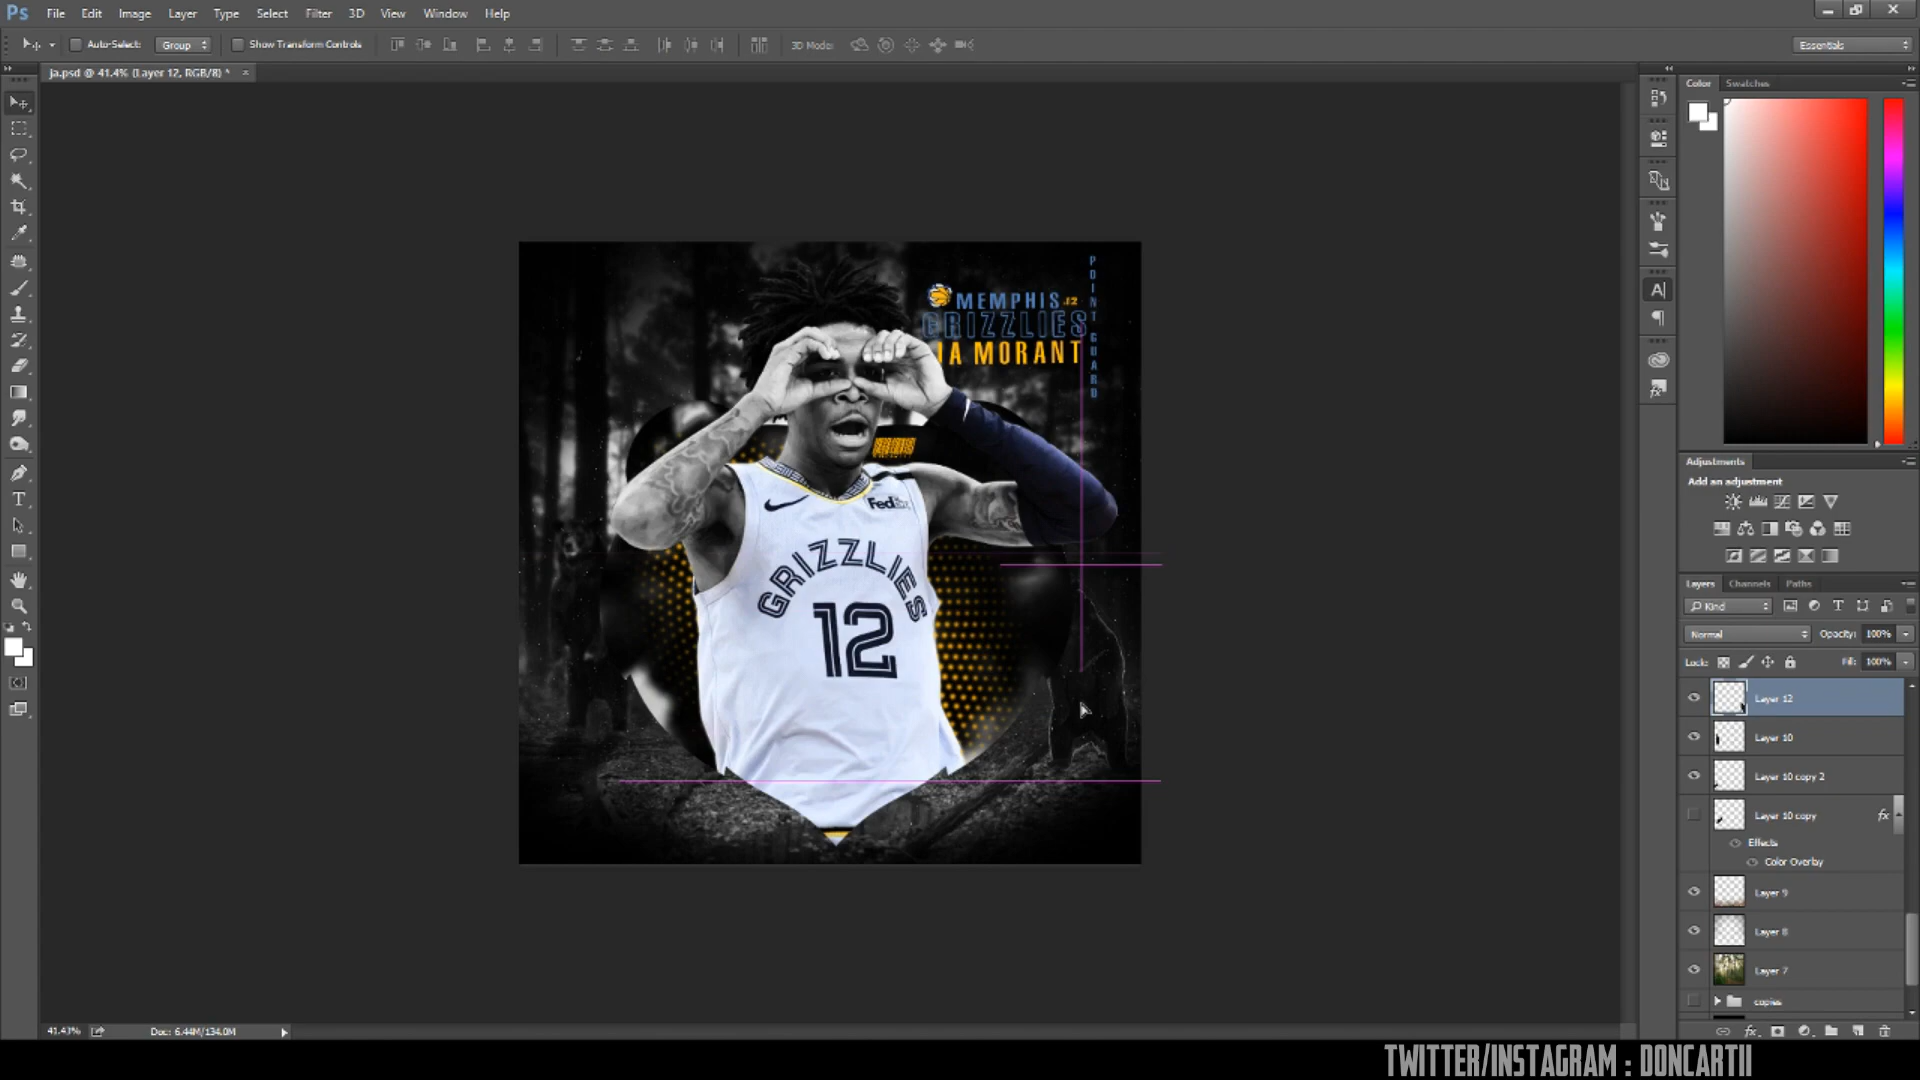 Ps File Edit Image Layer Type Select Filter 3D View Window Help
Auto-Select: Group Show Transform Controls 3D Mode: Essentials
ja.psd @ 41.4% (Layer 12, RGB/8) *
Color Swatches
POINT GUARD
MEMPHIS .12
GRIZZLIES
JA MORANT
FedEx
GRIZZLIES
12
Adjustments
Add an adjustment
Layers Channels Paths
Kind
Normal Opacity: 100%
Lock: Fill: 100%
Layer 12
Layer 10
Layer 10 copy 2
Layer 10 copy fx
Effects
Color Overlay
Layer 9
Layer 8
Layer 7
copies
41.43% Doc: 6.44M/134.0M
TWITTER/INSTAGRAM : DONCARTII